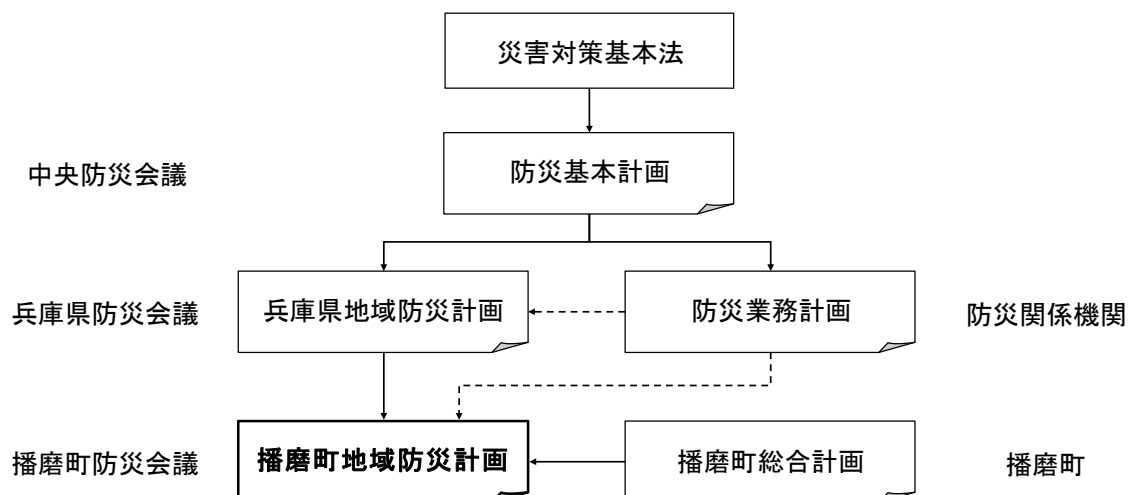 災害対策基本法
中央防災会議
防災基本計画
兵庫県防災会議
兵庫県地域防災計画
防災業務計画
防災関係機関
播磨町防災会議
播磨町地域防災計画
播磨町総合計画
播磨町